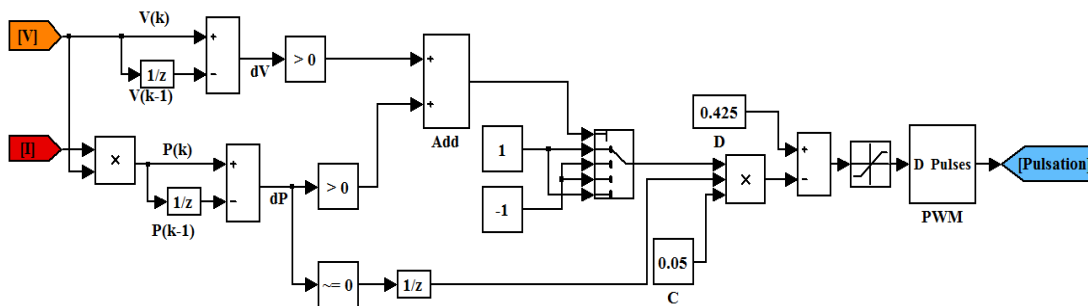 [V]
V(k)
+
−
1/z
V(k-1)
dV
> 0
+
+
Add
[I]
×
P(k)
+
−
1/z
P(k-1)
dP
> 0
~= 0
1/z
1
-1
0.425
D
×
0.05
C
+
−
D Pulses
PWM
[Pulsation]